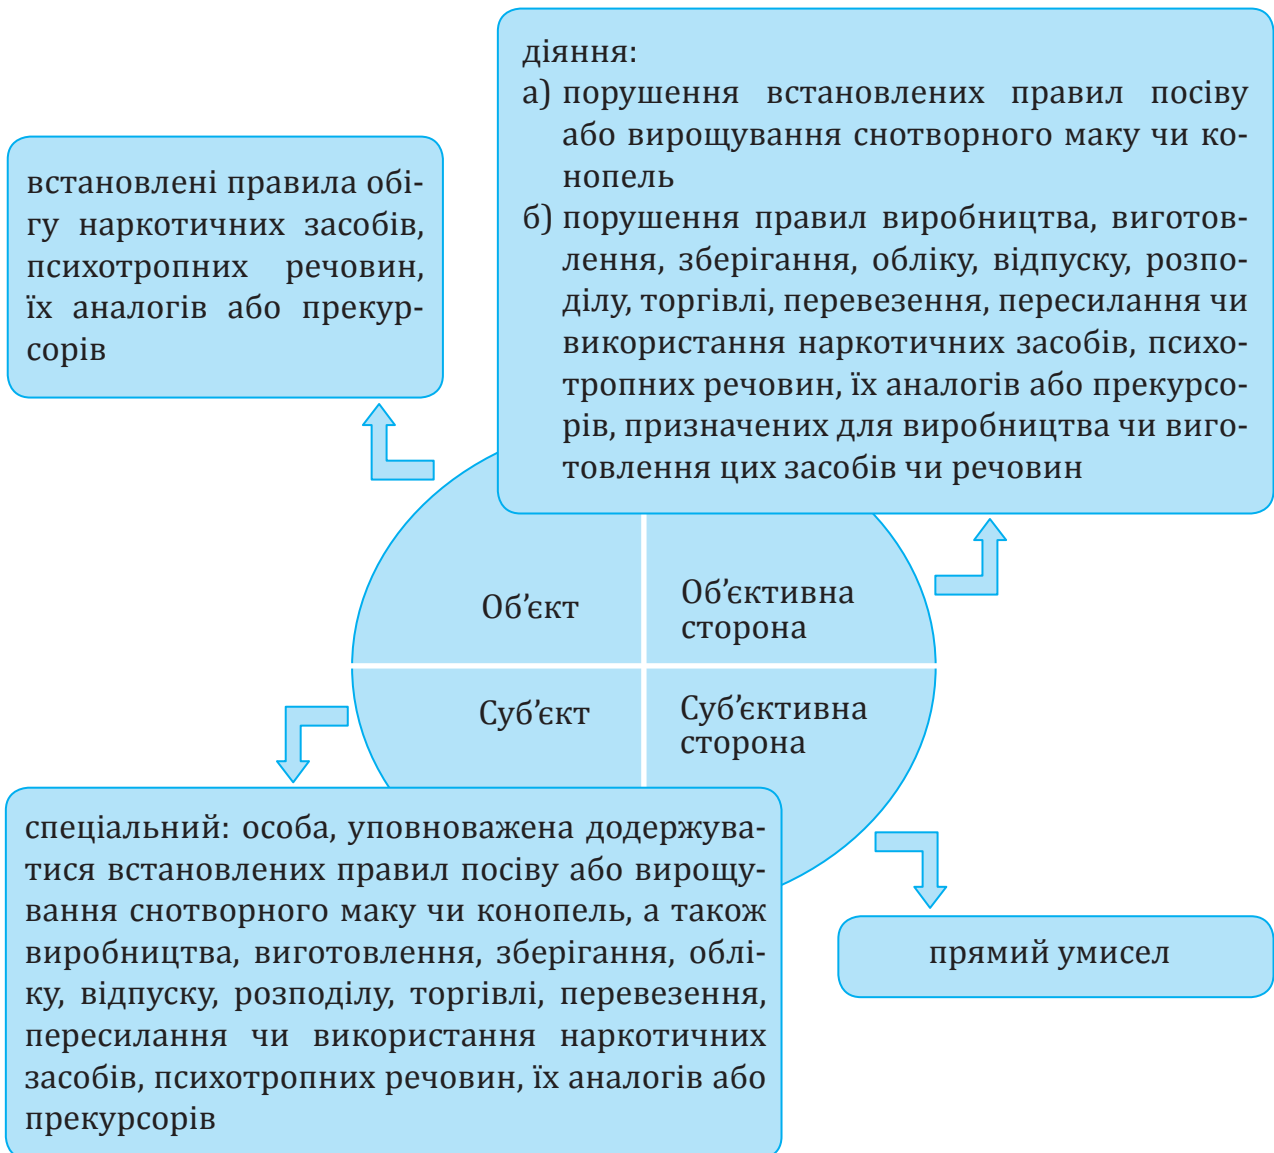 діяння:
а) порушення встановлених правил посіву
або вирощування снотворного маку чи ко-
нопель
б) порушення правил виробництва, виготов-
лення, зберігання, обліку, відпуску, розпо-
ділу, торгівлі, перевезення, пересилання чи
використання наркотичних засобів, психо-
тропних речовин, їх аналогів або прекурсо-
рів, призначених для виробництва чи виго-
товлення цих засобів чи речовин
встановлені правила обі-
гу наркотичних засобів,
психотропних речовин,
їх аналогів або прекур-
сорів
Об’єкт
Об’єктивна
сторона
Суб’єкт
Суб’єктивна
сторона
спеціальний: особа, уповноважена додержува-
тися встановлених правил посіву або вирощу-
вання снотворного маку чи конопель, а також
виробництва, виготовлення, зберігання, облі-
ку, відпуску, розподілу, торгівлі, перевезення,
пересилання чи використання наркотичних
засобів, психотропних речовин, їх аналогів або
прекурсорів
прямий умисел